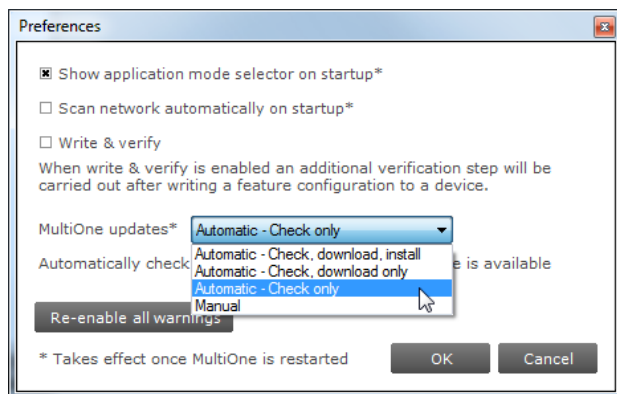 Preferences
Show application mode selector on startup*
Scan network automatically on startup*
Write & verify
When write & verify is enabled an additional verification step will be
carried out after writing a feature configuration to a device.
MultiOne updates* Automatic - Check only
Automatic - Check, download, install
Automatic - Check, download only
Automatically check is available
Automatic - Check only
Manual
Re-enable all warnings
* Takes effect once MultiOne is restarted OK Cancel